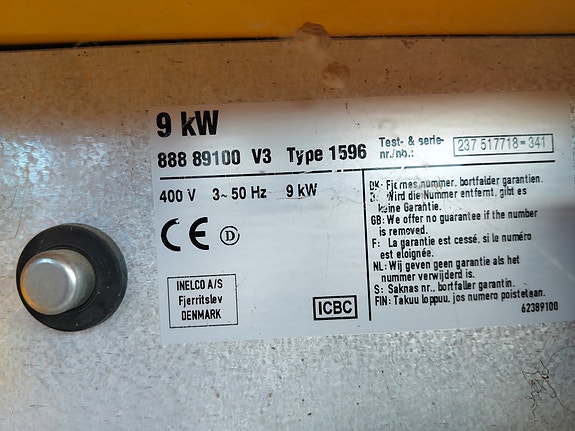 9 kW
888 89100 V3 Type 1596
Test- & serie-
nr./no.:
237 517718-341
400 V 3~ 50 Hz 9 kW
CE D
INELCO A/S
Fjerritslev
DENMARK
ICBC
DK: Fjernes nummer, bortfalder garantien.
Wird die Nummer entfernt, gibt es
keine Garantie.
GB: We offer no guarantee if the number
is removed.
F: La garantie est cessé, si le numéro
est eloignée.
NL: Wij geven geen garantie als het
nummer verwijderd is.
S: Saknas nr., bortfaller garantin.
FIN: Takuu loppuu, jos numero poistetaan.
62389100